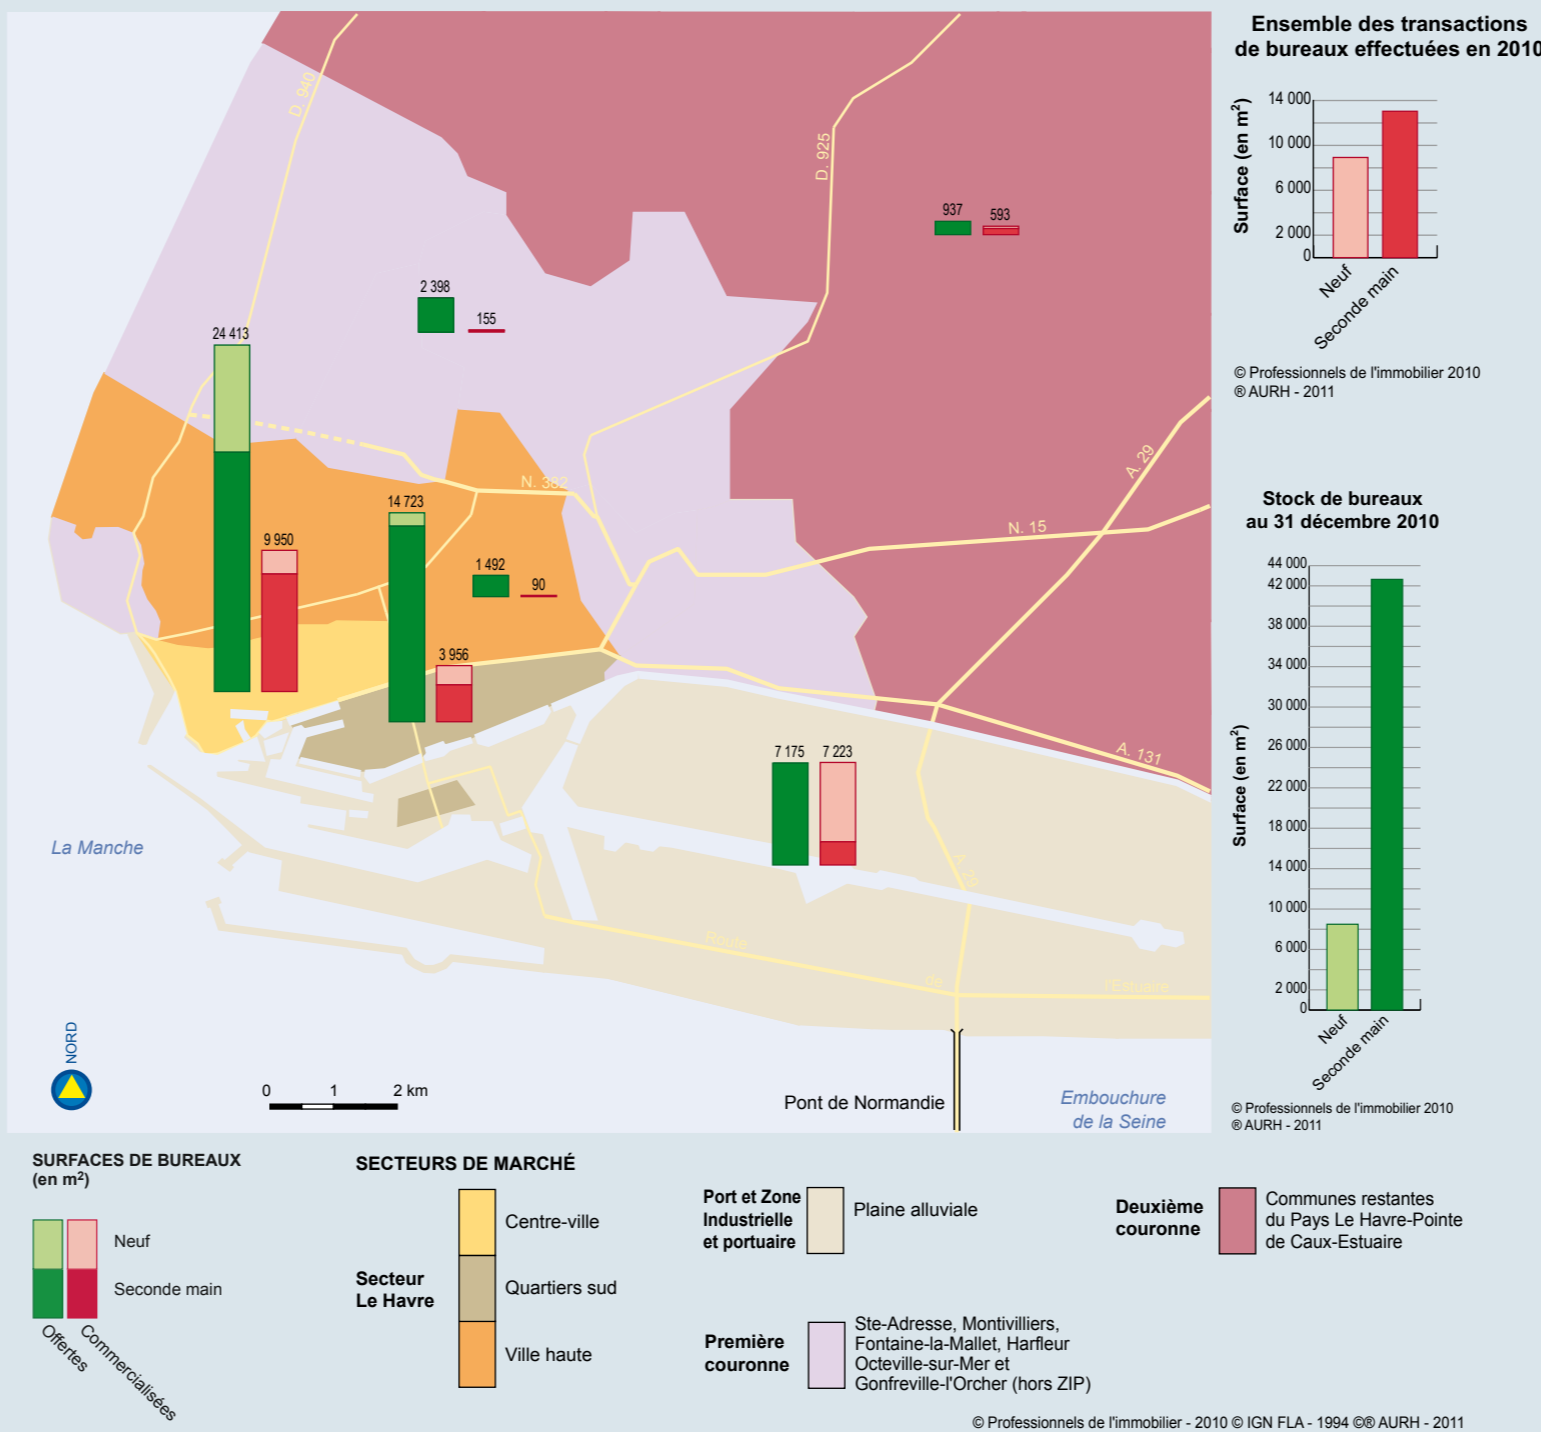 Ensemble des transactions
de bureaux effectuées en 2010
Surface (en m²)
14 000
10 000
6 000
2 000
0
Neuf
Seconde main
© Professionnels de l'immobilier 2010
® AURH - 2011
Stock de bureaux
au 31 décembre 2010
Surface (en m²)
44 000
42 000
38 000
34 000
30 000
26 000
22 000
18 000
14 000
10 000
6 000
2 000
0
Neuf
Seconde main
© Professionnels de l'immobilier 2010
® AURH - 2011
D. 940
D. 925
937
593
2 398
155
24 413
A. 29
N. 382
14 723
N. 15
9 950
1 492
90
3 956
7 175
7 223
A. 131
La Manche
A. 29
Route
de
l'Estuaire
NORD
0
1
2 km
Pont de Normandie
Embouchure
de la Seine
SURFACES DE BUREAUX
(en m²)
Neuf
Seconde main
Offertes
Commercialisées
SECTEURS DE MARCHÉ
Secteur
Le Havre
Centre-ville
Quartiers sud
Ville haute
Port et Zone
Industrielle
et portuaire
Plaine alluviale
Première
couronne
Ste-Adresse, Montivilliers,
Fontaine-la-Mallet, Harfleur
Octeville-sur-Mer et
Gonfreville-l'Orcher (hors ZIP)
Deuxième
couronne
Communes restantes
du Pays Le Havre-Pointe
de Caux-Estuaire
© Professionnels de l'immobilier - 2010 © IGN FLA - 1994 ©® AURH - 2011